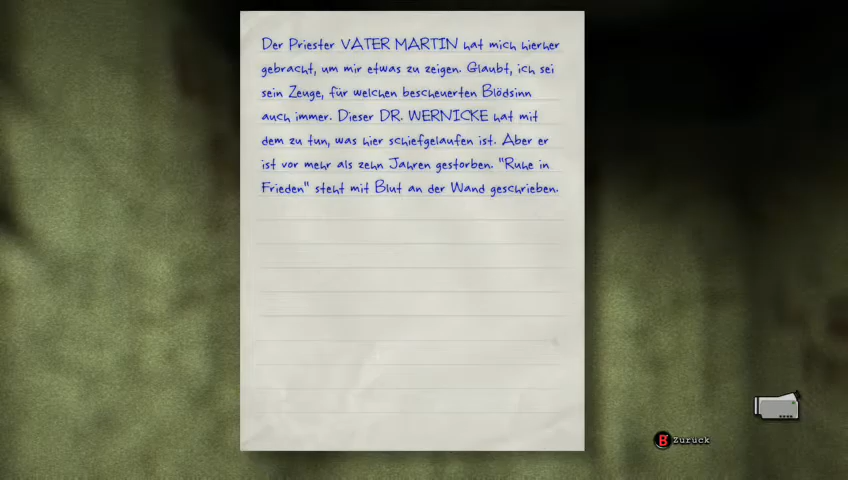 Der Priester VATER MARTIN hat mich hierher
gebracht, um mir etwas zu zeigen. Glaubt, ich sei
sein Zeuge, für welchen bescheuerten Blödsinn
auch immer. Dieser DR. WERNICKE hat mit
dem zu tun, was hier schiefgelaufen ist. Aber er
ist vor mehr als zehn Jahren gestorben. "Ruhe in
Frieden" steht mit Blut an der Wand geschrieben.
B Zurück